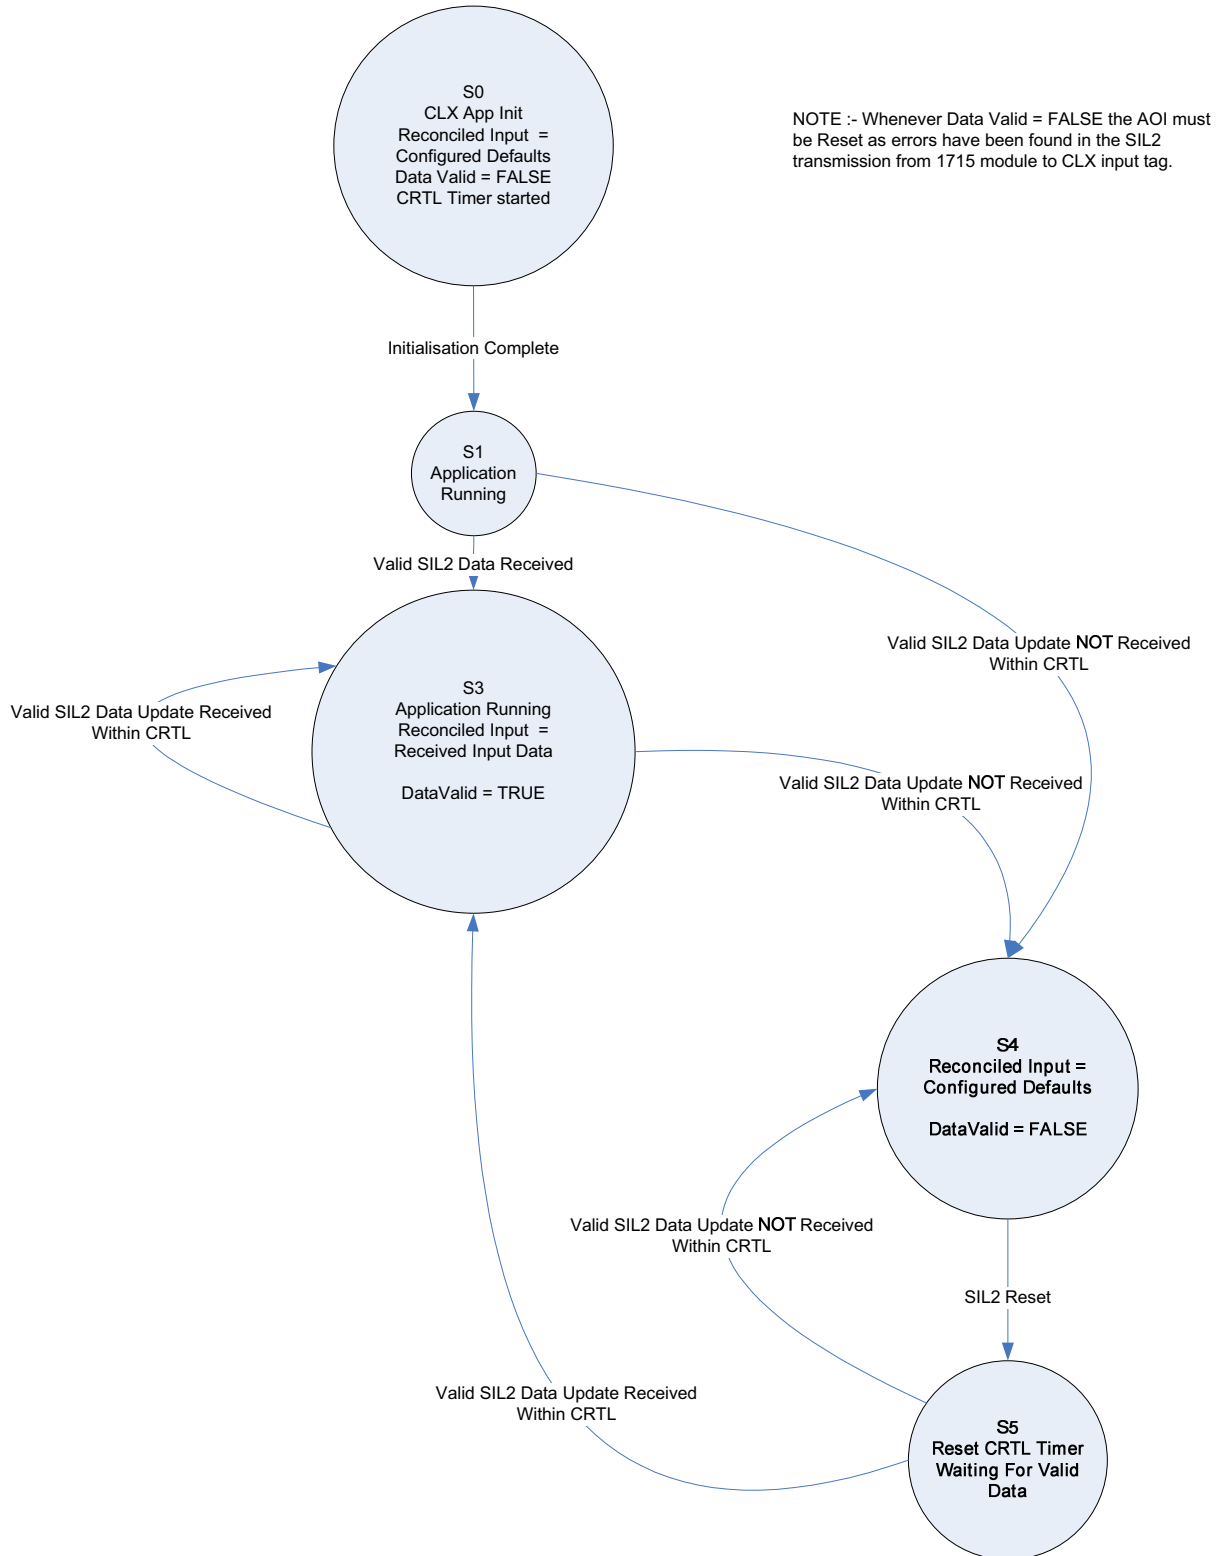 S0
CLX App Init
Reconciled Input =
Configured Defaults
Data Valid = FALSE
CRTL Timer started
NOTE :- Whenever Data Valid = FALSE the AOI must
be Reset as errors have been found in the SIL2
transmission from 1715 module to CLX input tag.
Initialisation Complete
S1
Application
Running
Valid SIL2 Data Received
Valid SIL2 Data Update NOT Received
Within CRTL
Valid SIL2 Data Update Received
Within CRTL
S3
Application Running
Reconciled Input =
Received Input Data
DataValid = TRUE
Valid SIL2 Data Update NOT Received
Within CRTL
S4
Reconciled Input =
Configured Defaults
DataValid = FALSE
Valid SIL2 Data Update NOT Received
Within CRTL
SIL2 Reset
Valid SIL2 Data Update Received
Within CRTL
S5
Reset CRTL Timer
Waiting For Valid
Data